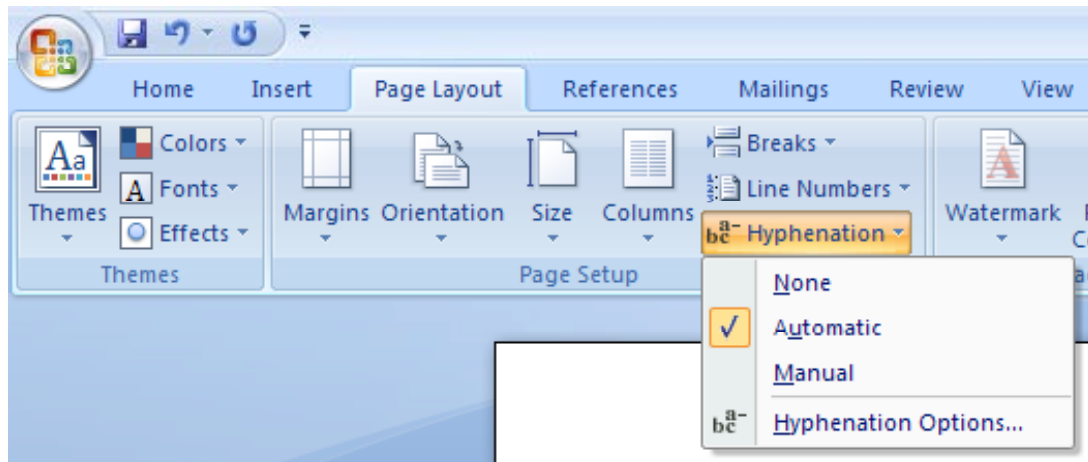 Home Insert Page Layout References Mailings Review View
Aa Colors Breaks
A Fonts Line Numbers
Themes Effects Margins Orientation Size Columns Hyphenation Watermark
Themes Page Setup
None
Automatic
Manual
Hyphenation Options...